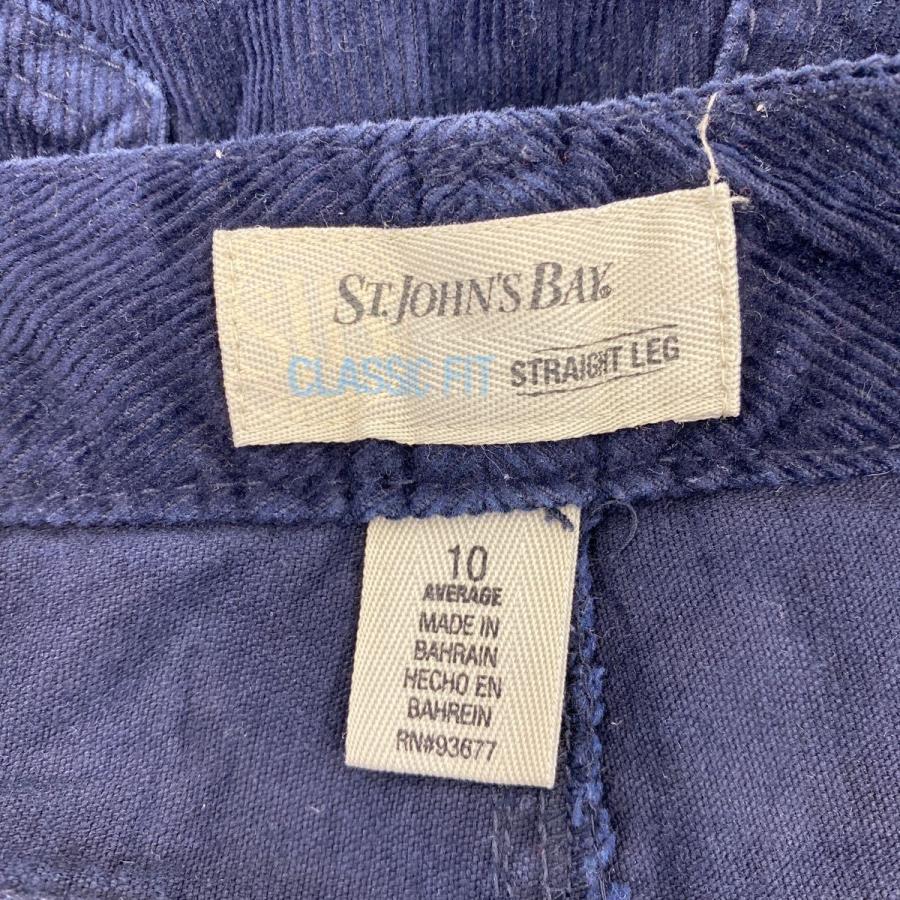 ST. JOHN'S BAY®
CLASSIC FIT STRAIGHT LEG
10
AVERAGE
MADE IN
BAHRAIN
HECHO EN
BAHREIN
RN#93677